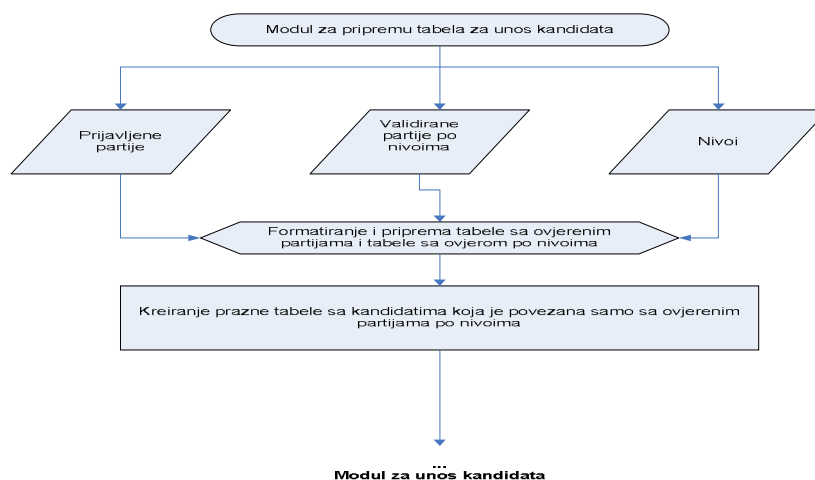 Modul za pripremu tabela za unos kandidata
Prijavljene
partije
Validirane
partije po
nivoima
Nivoi
Formatiranje i priprema tabele sa ovjerenim
partijama i tabele sa ovjerom po nivoima
Kreiranje prazne tabele sa kandidatima koja je povezana samo sa ovjerenim
partijama po nivoima
...
Modul za unos kandidata